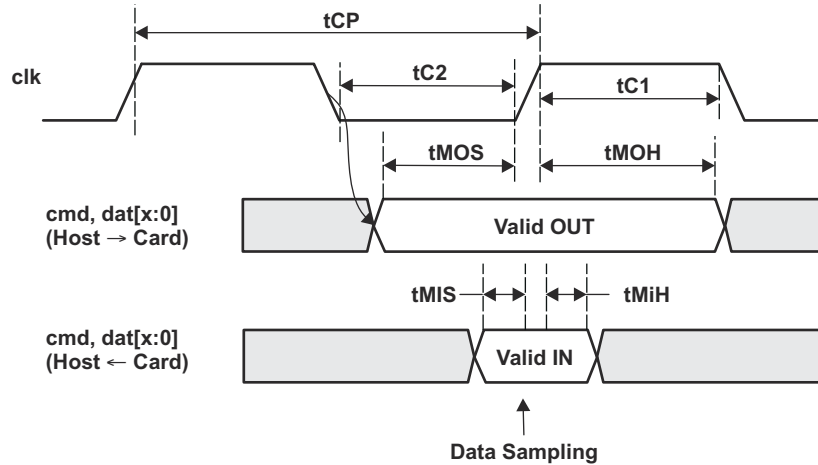 tCP
clk
tC2
tC1
tMOS
tMOH
cmd, dat[x:0]
(Host → Card)
Valid OUT
tMIS
tMiH
cmd, dat[x:0]
(Host ← Card)
Valid IN
Data Sampling